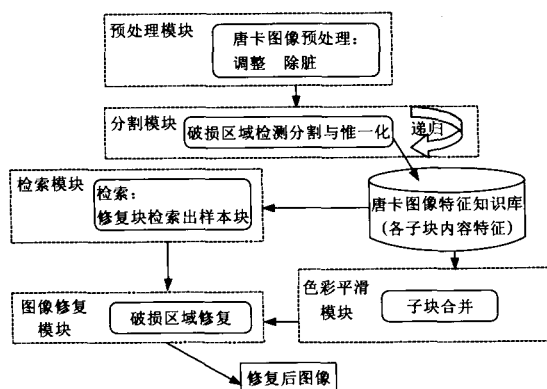 预处理模块
唐卡图像预处理：
调整 除脏
分割模块
破损区域检测分割与惟一化
递归
检索模块
检索：
修复块检索出样本块
唐卡图像特征知识库
(各子块内容特征)
色彩平滑
模块
子块合并
图像修复
模块
破损区域修复
修复后图像